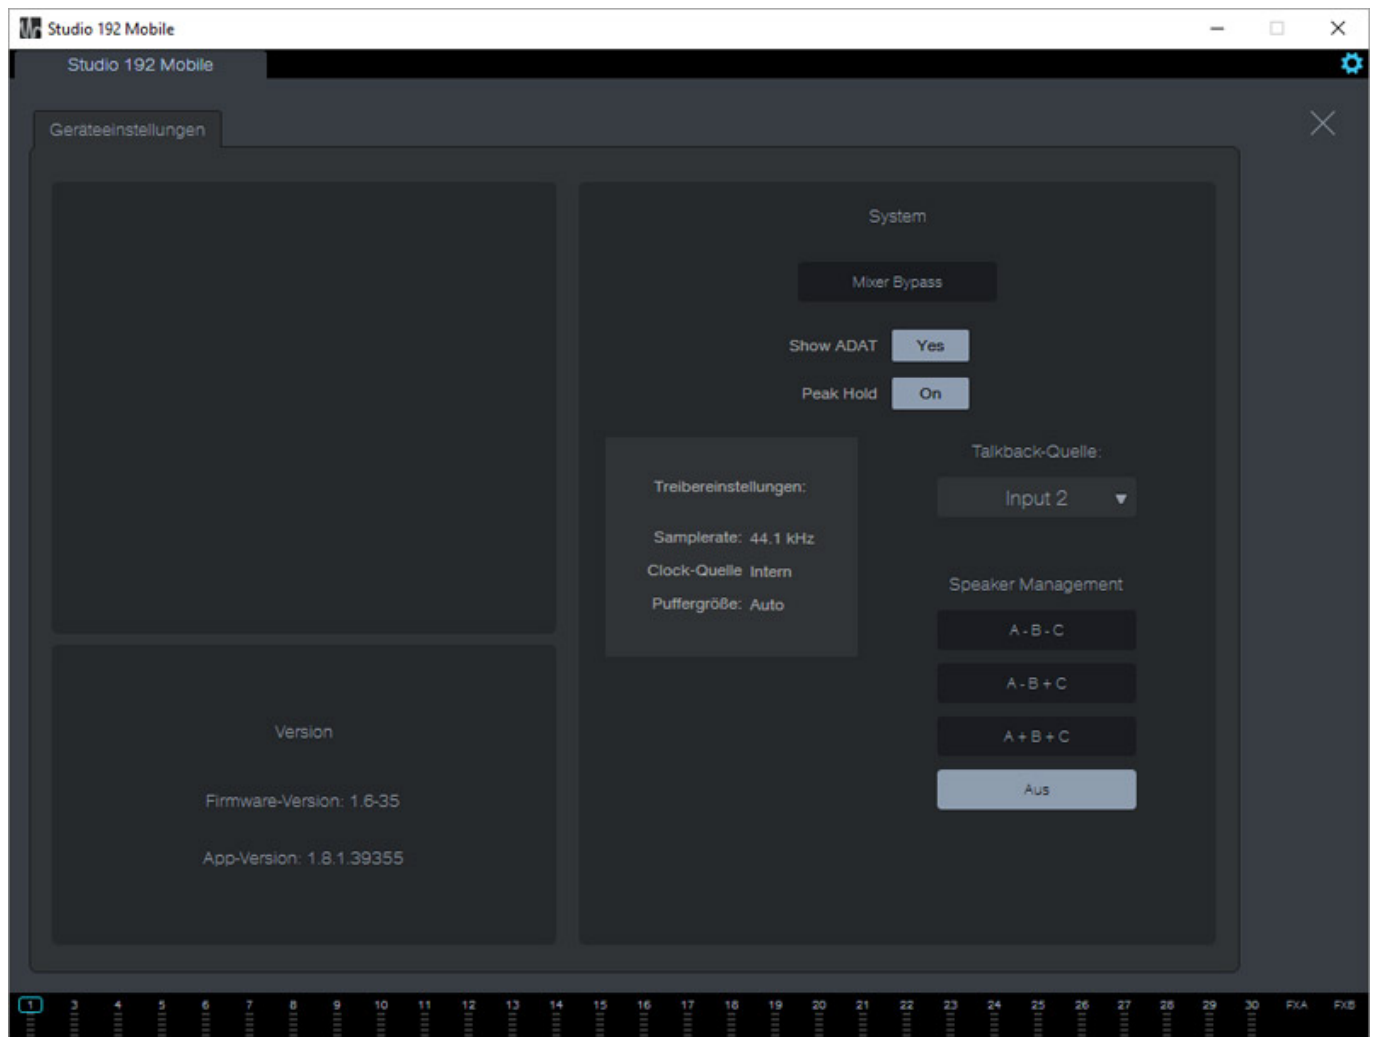 Studio 192 Mobile
Studio 192 Mobile
Geräteeinstellungen
System
Mixer Bypass
Show ADAT Yes
Peak Hold On
Treibereinstellungen:
Samplerate: 44.1 kHz
Clock-Quelle Intern
Puffergröße: Auto
Talkback-Quelle:
Input 2
Speaker Management
A - B - C
A - B + C
A + B + C
Aus
Version
Firmware-Version: 1.6-35
App-Version: 1.8.1.39355
1 3 4 5 6 7 8 9 10 11 12 13 14 15 16 17 18 19 20 21 22 23 24 25 26 27 28 29 30 FXA FXB